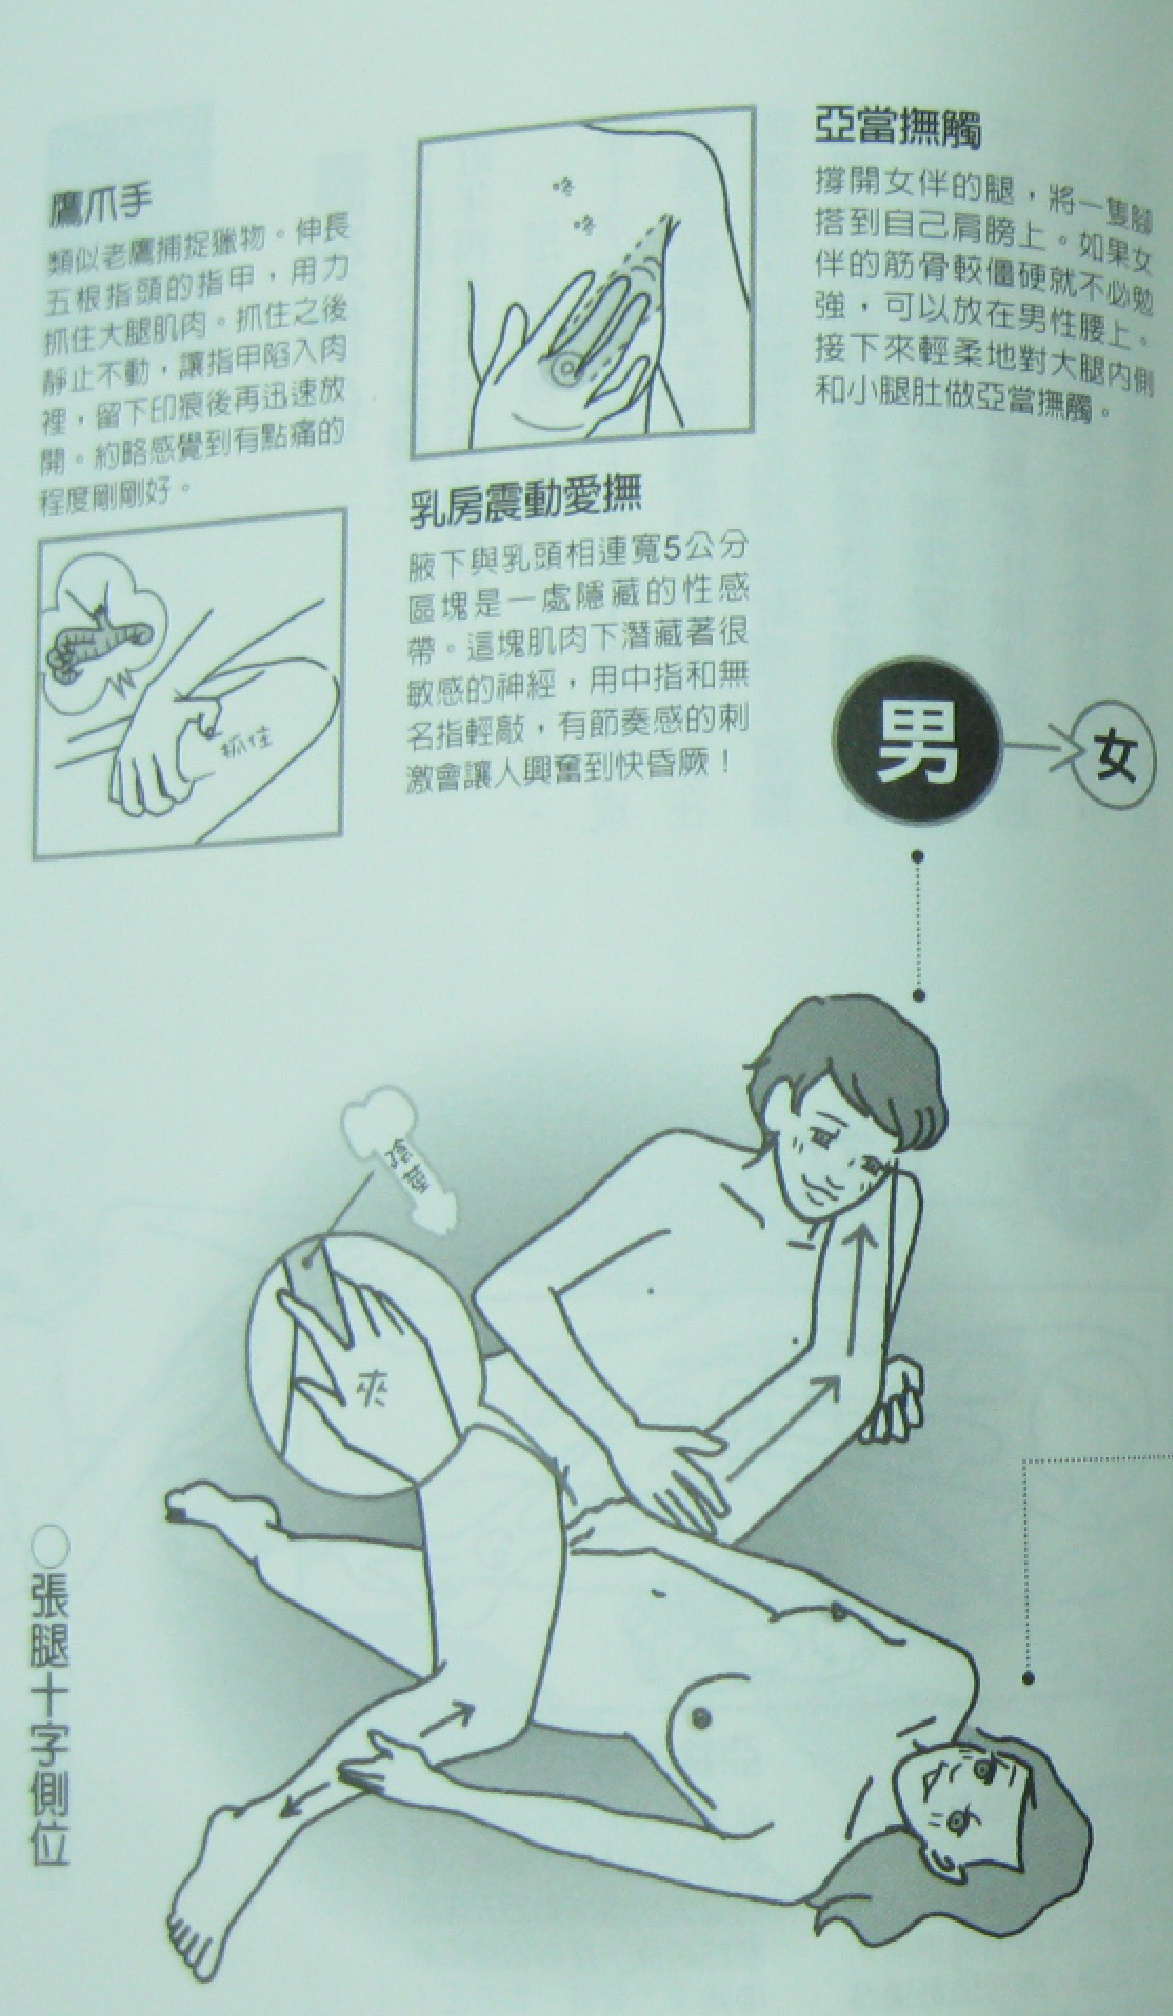 鷹爪手
類似老鷹捕捉獵物。伸長
五根指頭的指甲，用力
抓住大腿肌肉。抓住之後
靜止不動，讓指甲陷入肉
裡，留下印痕後再迅速放
開。約略感覺到有點痛的
程度剛剛好。
抓住
咚
咚
乳房震動愛撫
腋下與乳頭相連寬5公分
區塊是一處隱藏的性感
帶。這塊肌肉下潛藏著很
敏感的神經，用中指和無
名指輕敲，有節奏感的刺
激會讓人興奮到快昏厥！
亞當撫觸
撐開女伴的腿，將一隻腳
搭到自己肩膀上。如果女
伴的筋骨較僵硬就不必勉
強，可以放在男性腰上。
接下來輕柔地對大腿內側
和小腿肚做亞當撫觸。
男
女
夾
○張腿十字側位